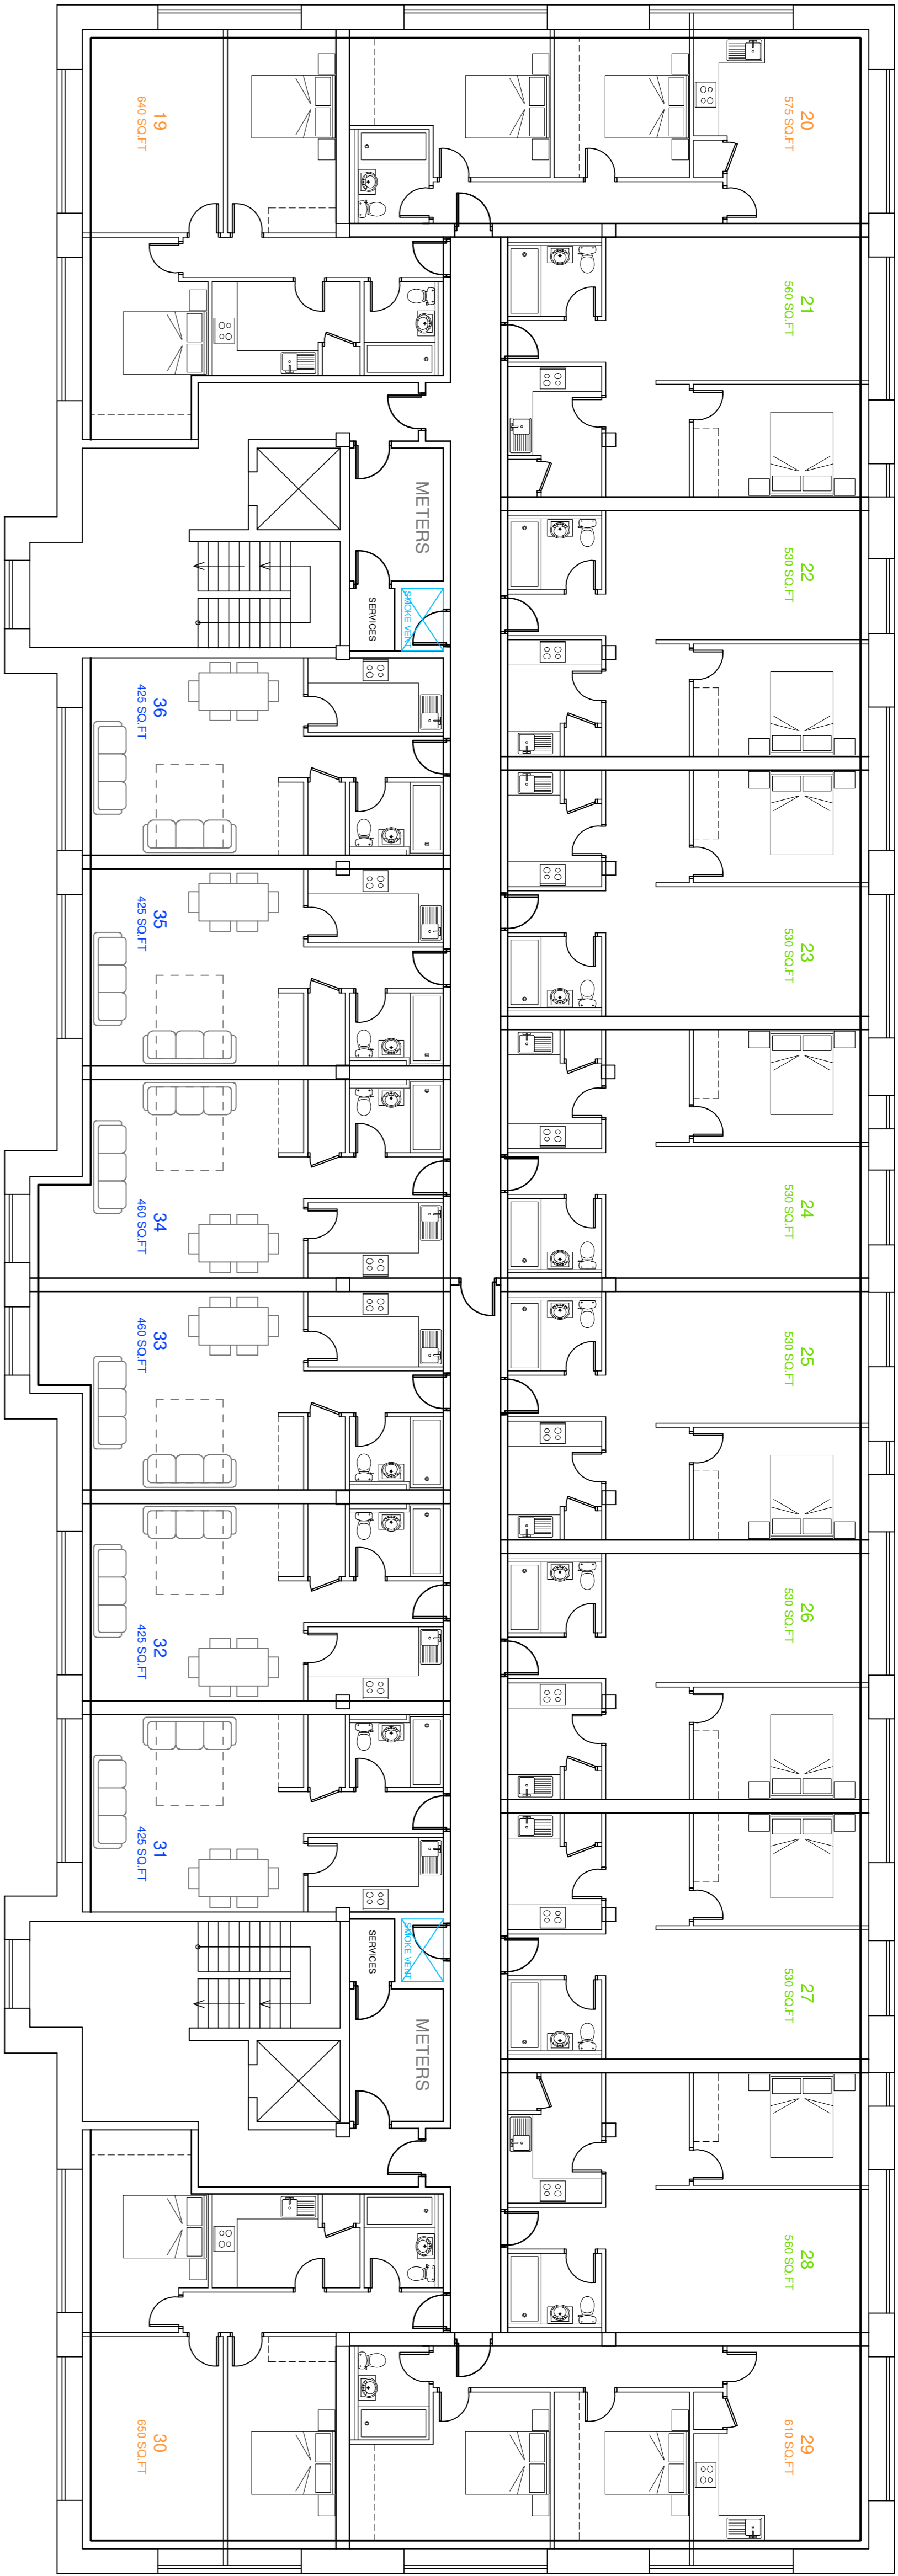 19
640 SQ.FT
20
575 SQ.FT
21
560 SQ.FT
METERS
22
530 SQ.FT
SERVICES
SMOKE VENT
36
425 SQ.FT
23
530 SQ.FT
35
425 SQ.FT
24
530 SQ.FT
34
460 SQ.FT
25
530 SQ.FT
33
460 SQ.FT
26
530 SQ.FT
32
425 SQ.FT
31
425 SQ.FT
27
530 SQ.FT
SERVICES
SMOKE VENT
METERS
28
560 SQ.FT
30
650 SQ.FT
29
610 SQ.FT